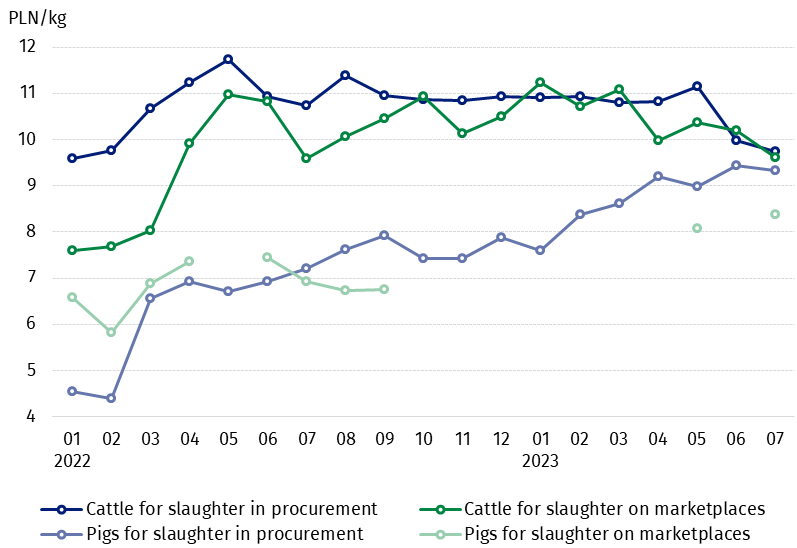 PLN/kg
12
11
10
9
8
7
6
5
4
01 02 03 04 05 06 07 08 09 10 11 12 01 02 03 04 05 06 07
2022 2023
Cattle for slaughter in procurement Cattle for slaughter on marketplaces
Pigs for slaughter in procurement Pigs for slaughter on marketplaces